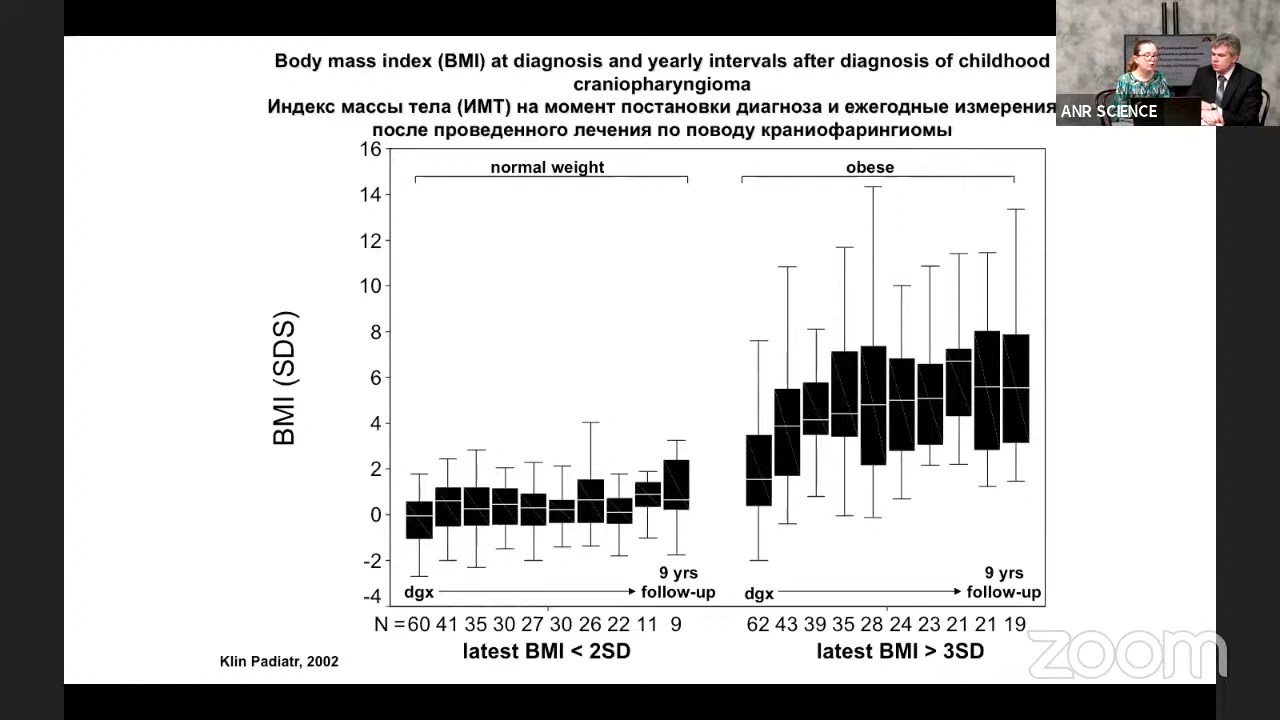 Body mass index (BMI) at diagnosis and yearly intervals after diagnosis of childhood
craniopharyngioma
Индекс массы тела (ИМТ) на момент постановки диагноза и ежегодные измерения
после проведенного лечения по поводу краниофарингиомы
ANR SCIENCE
BMI (SDS)
16
14
12
10
8
6
4
2
0
-2
-4
normal weight
obese
dgx
9 yrs
follow-up
dgx
9 yrs
follow-up
N = 60 41 35 30 27 30 26 22 11 9
62 43 39 35 28 24 23 21 21 19
latest BMI < 2SD
latest BMI > 3SD
Klin Padiatr, 2002
zoom